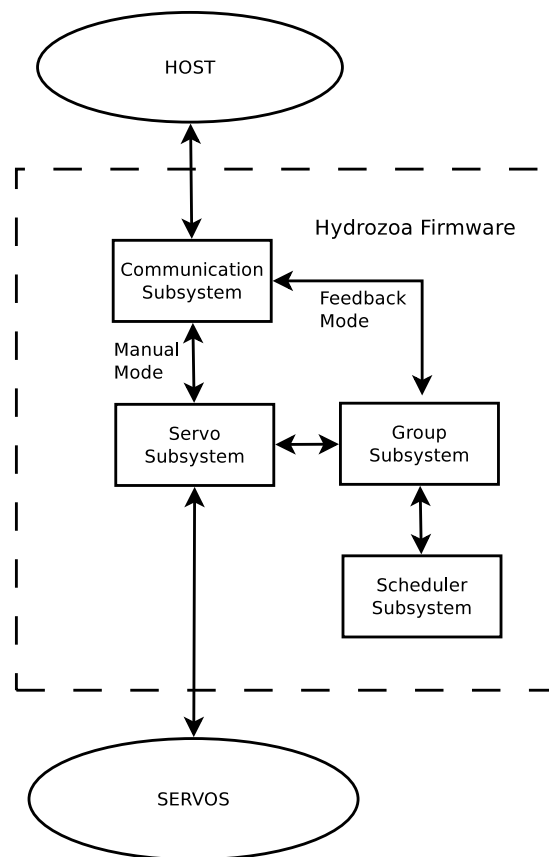 HOST
Hydrozoa Firmware
Communication
Subsystem
Feedback
Mode
Manual
Mode
Servo
Subsystem
Group
Subsystem
Scheduler
Subsystem
SERVOS